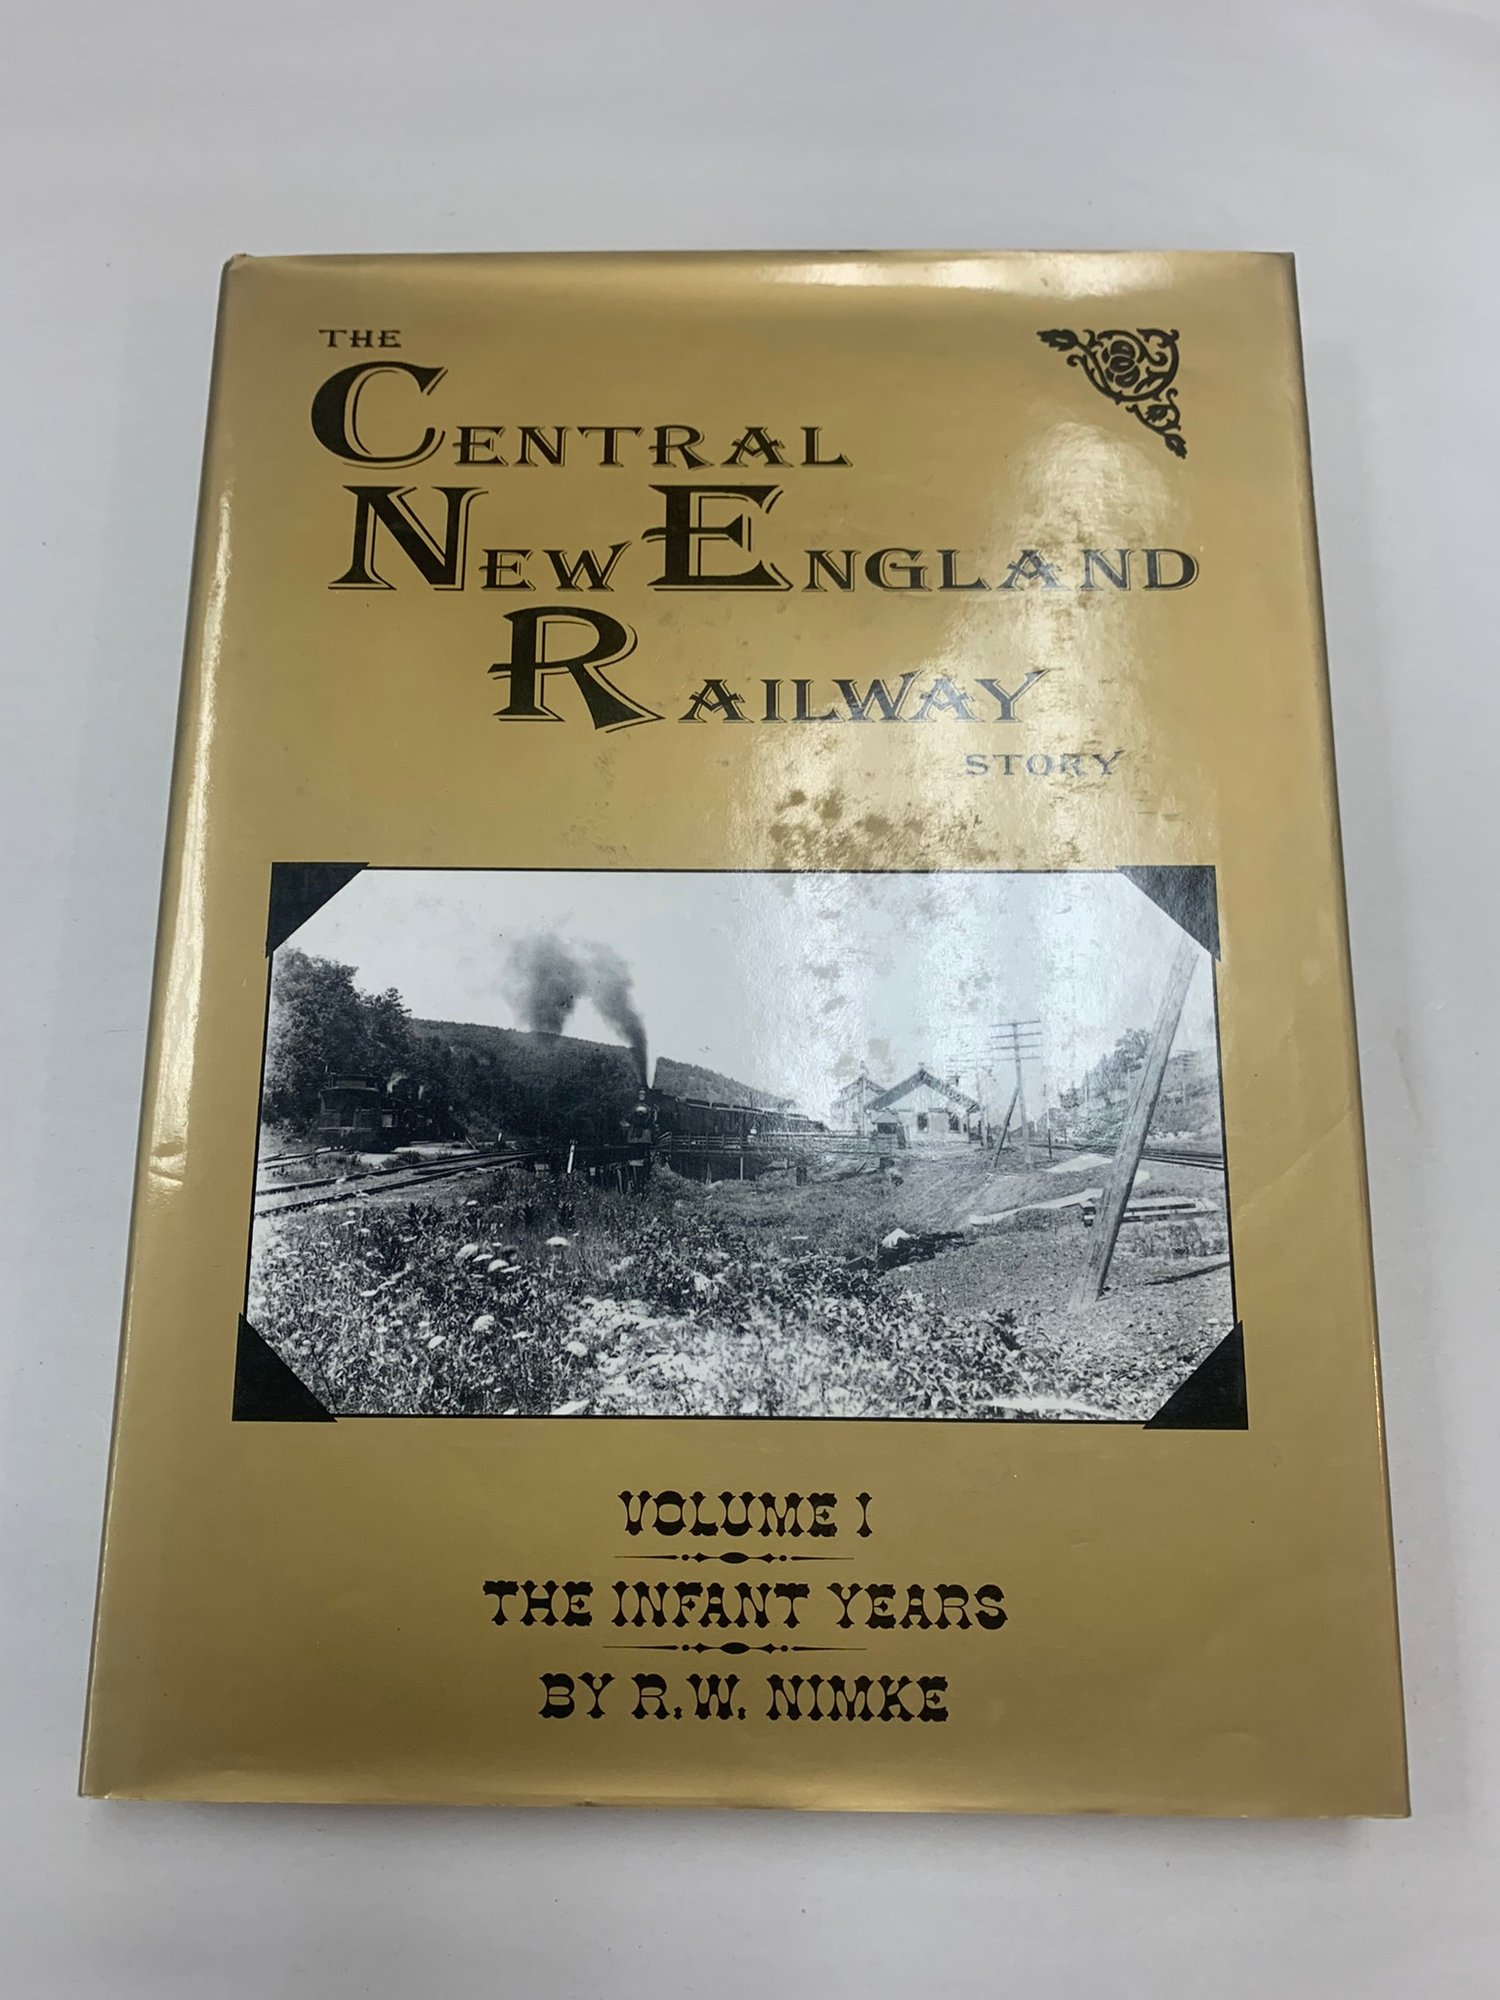 THE
CENTRAL
NEW ENGLAND
RAILWAY
STORY
VOLUME I
THE INFANT YEARS
BY R.W. NIMKE